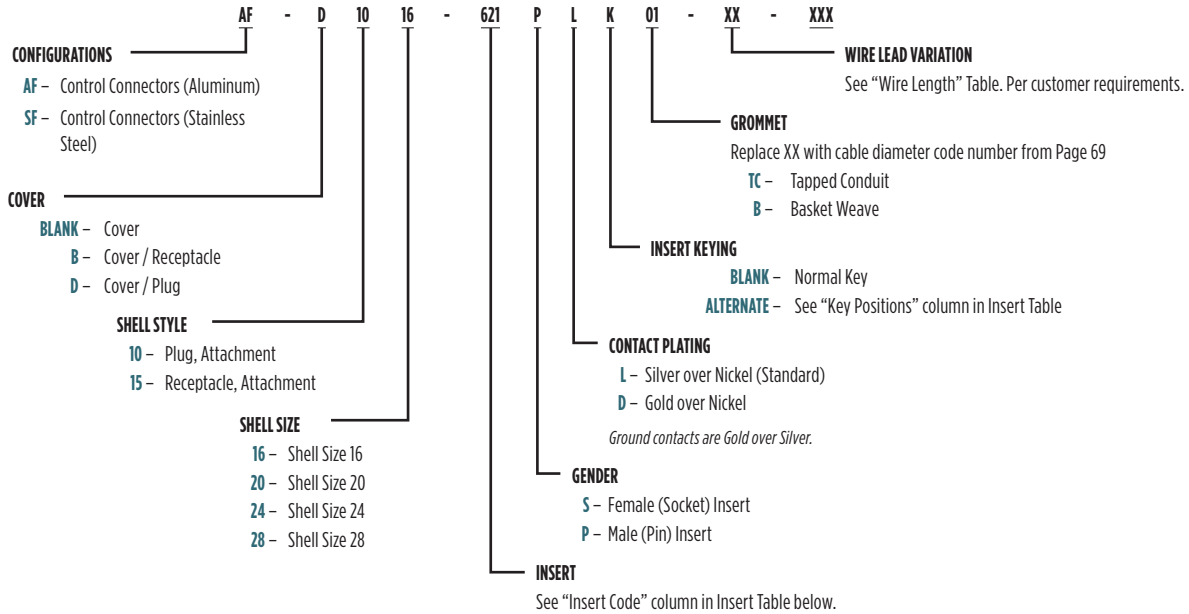 AF - D 10 16 - 621 P L K 01 - XX - XXX
CONFIGURATIONS
AF – Control Connectors (Aluminum)
SF – Control Connectors (Stainless
Steel)
COVER
BLANK – Cover
B – Cover / Receptacle
D – Cover / Plug
SHELL STYLE
10 – Plug, Attachment
15 – Receptacle, Attachment
SHELL SIZE
16 – Shell Size 16
20 – Shell Size 20
24 – Shell Size 24
28 – Shell Size 28
WIRE LEAD VARIATION
See “Wire Length” Table. Per customer requirements.
GROMMET
Replace XX with cable diameter code number from Page 69
TC – Tapped Conduit
B – Basket Weave
INSERT KEYING
BLANK – Normal Key
ALTERNATE – See “Key Positions” column in Insert Table
CONTACT PLATING
L – Silver over Nickel (Standard)
D – Gold over Nickel
Ground contacts are Gold over Silver.
GENDER
S – Female (Socket) Insert
P – Male (Pin) Insert
INSERT
See “Insert Code” column in Insert Table below.